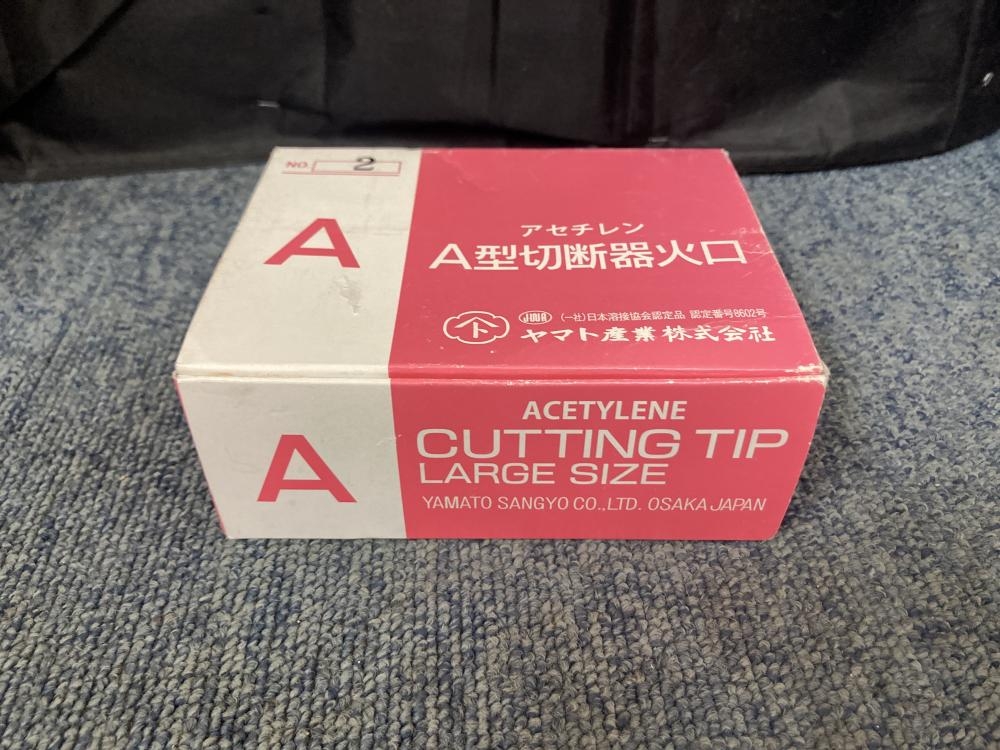 NO. 2
A
アセチレン
A型切断器火口
JWA (一社)日本溶接協会認定品 認定番号8602号
ヤマト産業株式会社
A
ACETYLENE
CUTTING TIP
LARGE SIZE
YAMATO SANGYO CO.,LTD. OSAKA JAPAN